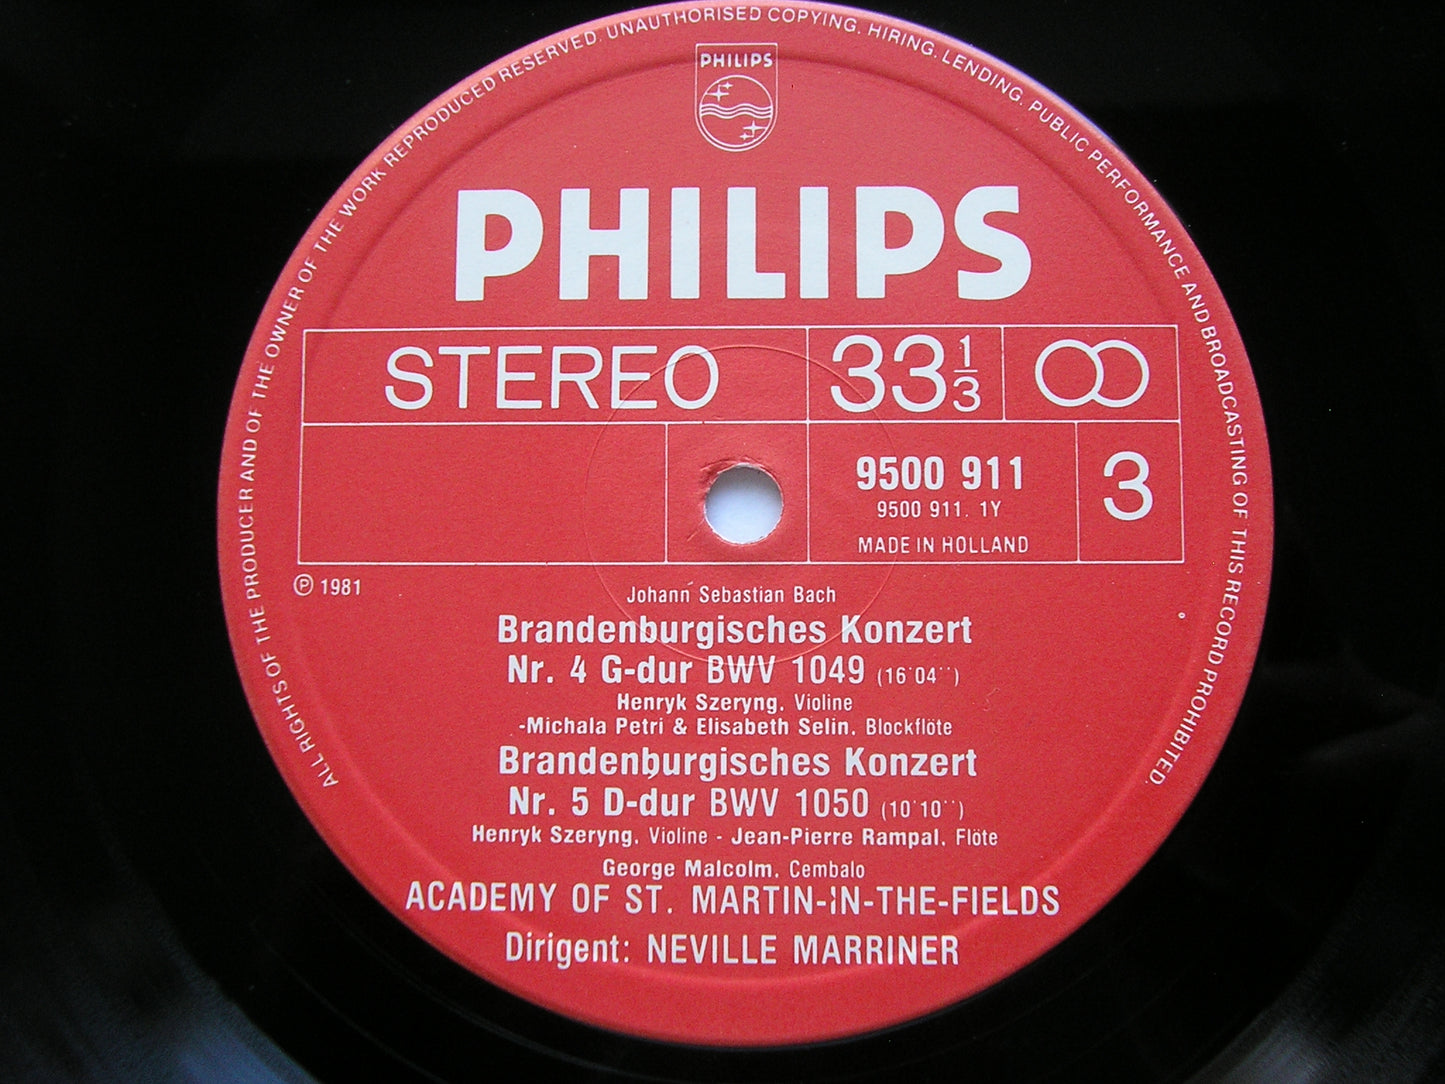 ALL RIGHTS OF THE PRODUCER AND OF THE OWNER OF THE WORK REPRODUCED RESERVED. UNAUTHORISED COPYING, HIRING, LENDING, PUBLIC PERFORMANCE AND BROADCASTING OF THIS RECORD PROHIBITED.
PHILIPS
PHILIPS
STEREO 33 1/3
9500 911 3
9500 911. 1Y
MADE IN HOLLAND
℗ 1981
Johann Sebastian Bach
Brandenburgisches Konzert
Nr. 4 G-dur BWV 1049 (16'04'')
Henryk Szeryng, Violine
-Michala Petri & Elisabeth Selin, Blockflöte
Brandenburgisches Konzert
Nr. 5 D-dur BWV 1050 (10'10'')
Henryk Szeryng, Violine - Jean-Pierre Rampal, Flöte
George Malcolm, Cembalo
ACADEMY OF ST. MARTIN-IN-THE-FIELDS
Dirigent: NEVILLE MARRINER